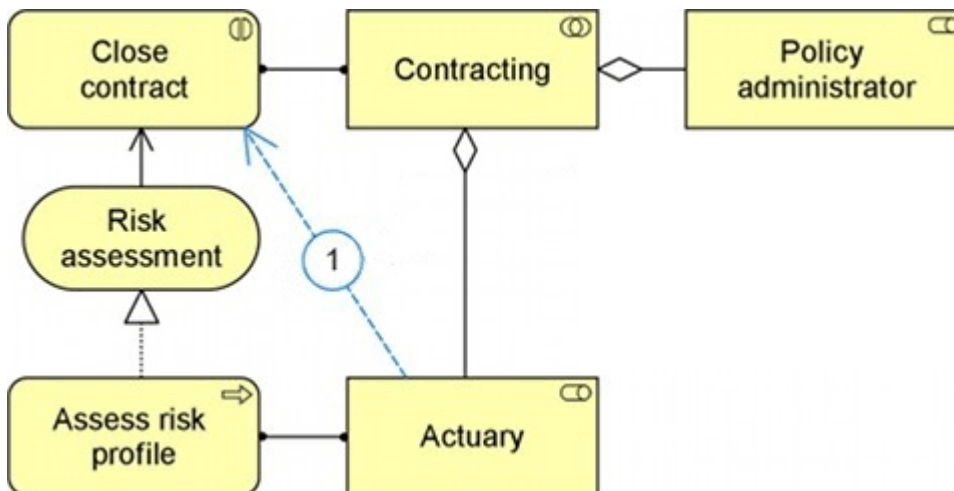 Close
contract
Contracting
Policy
administrator
Risk
assessment
1
Assess risk
profile
Actuary